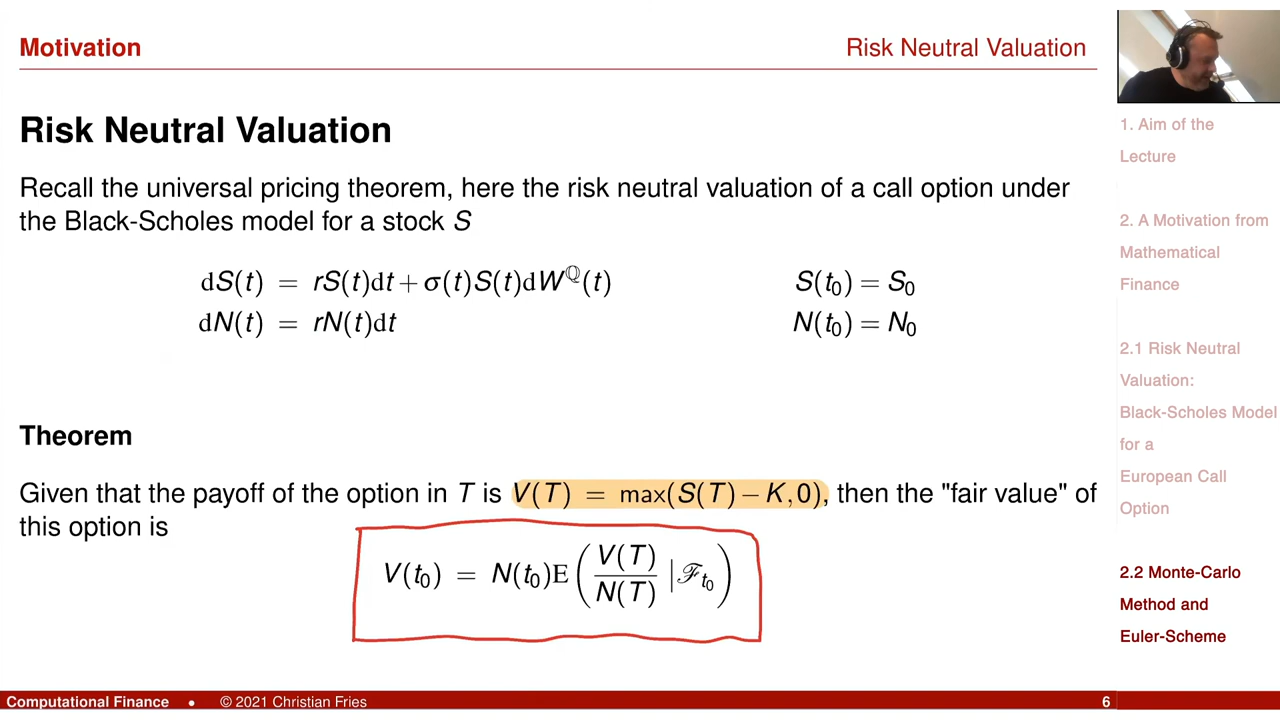 Motivation
Risk Neutral Valuation
Risk Neutral Valuation
Recall the universal pricing theorem, here the risk neutral valuation of a call option under
the Black-Scholes model for a stock S
dS(t) = rS(t)dt + σ(t)S(t)dW^ℚ(t) S(t₀) = S₀
dN(t) = rN(t)dt N(t₀) = N₀
Theorem
Given that the payoff of the option in T is V(T) = max(S(T) − K, 0), then the "fair value" of
this option is
V(t₀) = N(t₀)E( V(T)/N(T) | ℱ_t₀ )
1. Aim of the
Lecture
2. A Motivation from
Mathematical
Finance
2.1 Risk Neutral
Valuation:
Black-Scholes Model
for a
European Call
Option
2.2 Monte-Carlo
Method and
Euler-Scheme
Computational Finance • © 2021 Christian Fries 6